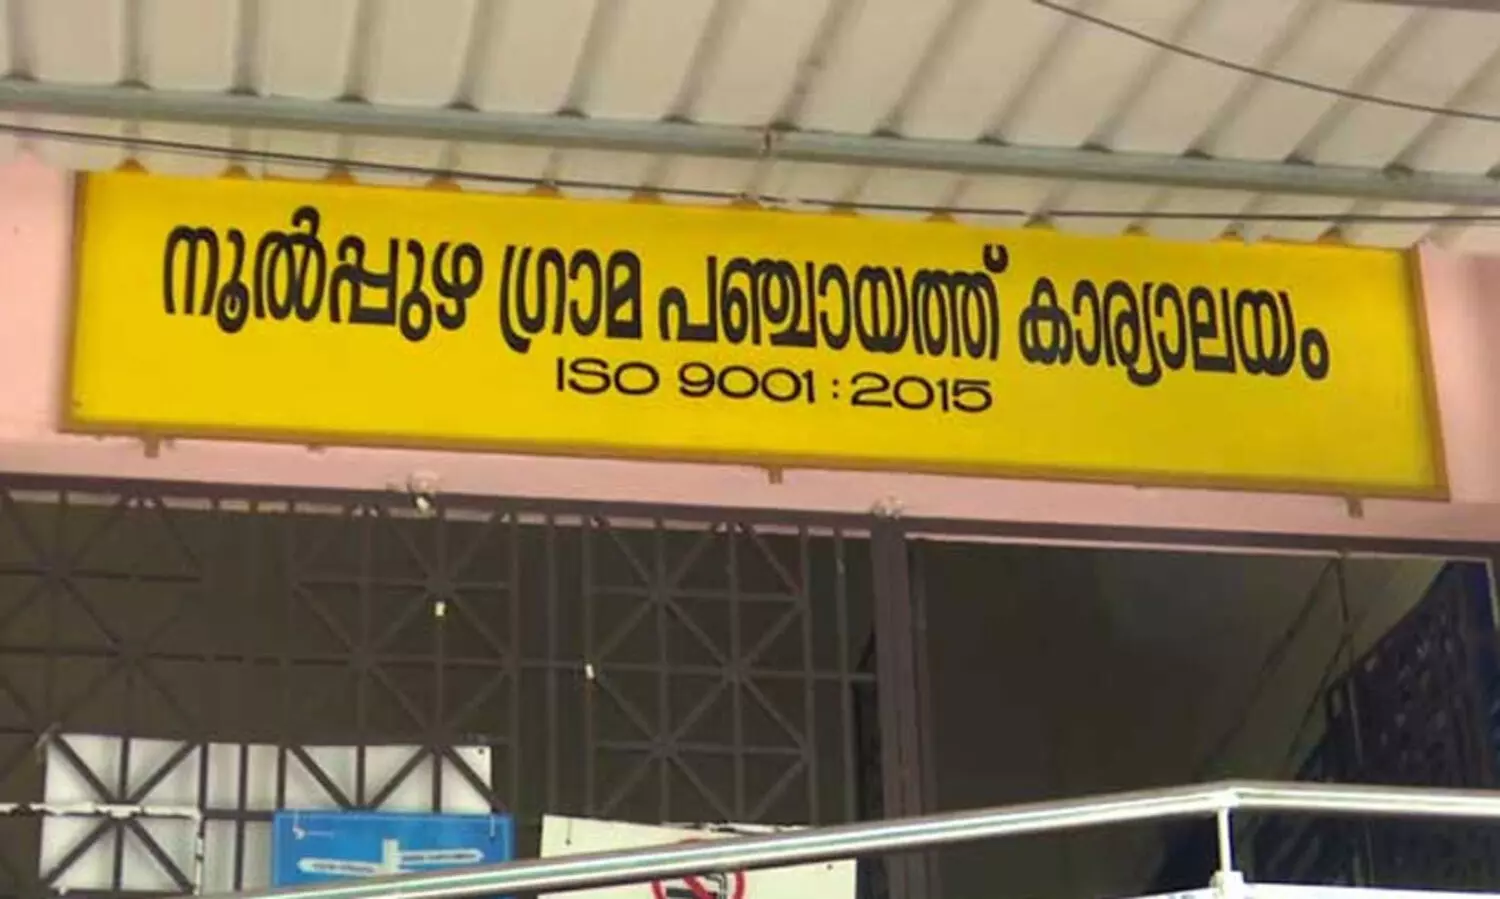 നൂൽപ്പുഴ ഗ്രാമ പഞ്ചായത്ത് കാര്യാലയം
ISO 9001 : 2015